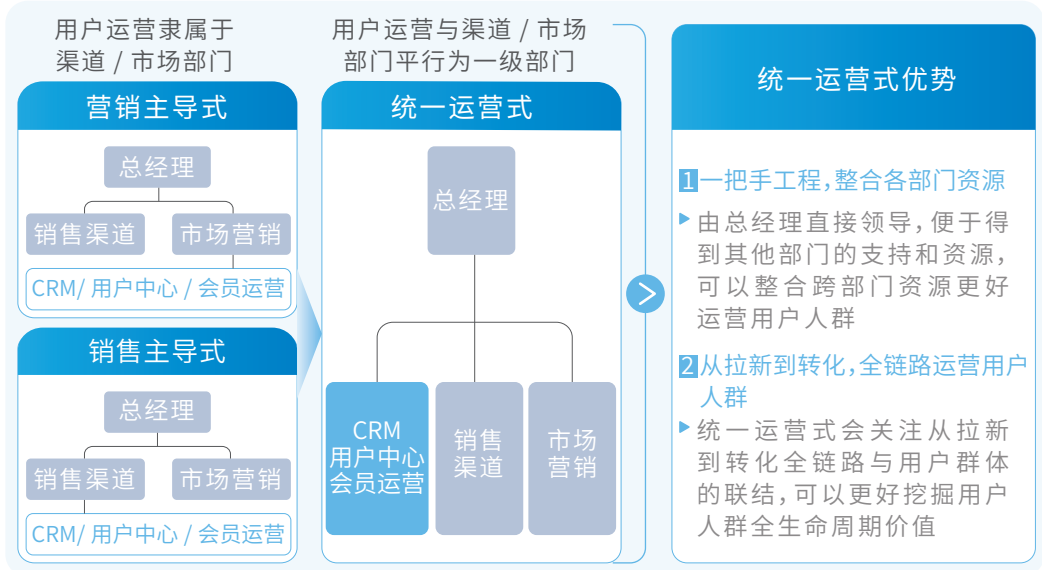 用户运营隶属于
渠道 / 市场部门
营销主导式
总经理
销售渠道
市场营销
CRM/ 用户中心 / 会员运营
销售主导式
总经理
销售渠道
市场营销
CRM/ 用户中心 / 会员运营
用户运营与渠道 / 市场
部门平行为一级部门
统一运营式
总经理
CRM
用户中心
会员运营
销售
渠道
市场
营销
统一运营式优势
1 一把手工程，整合各部门资源
由总经理直接领导，便于得
到其他部门的支持和资源，
可以整合跨部门资源更好
运营用户人群
2 从拉新到转化，全链路运营用户
人群
统一运营式会关注从拉新
到转化全链路与用户群体
的联结，可以更好挖掘用户
人群全生命周期价值